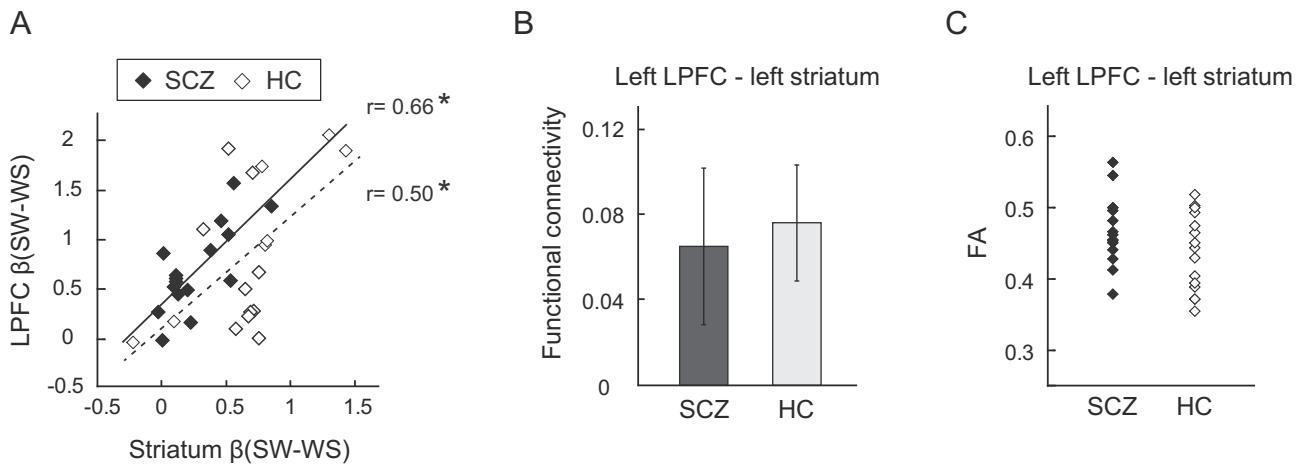 A
SCZ HC
r= 0.66 *
r= 0.50 *
LPFC β(SW-WS)
2
1.5
1
0.5
0
-0.5
-0.5 0 0.5 1 1.5
Striatum β(SW-WS)
B
Left LPFC - left striatum
Functional connectivity
0.12
0.08
0.04
0
SCZ HC
C
Left LPFC - left striatum
FA
0.6
0.5
0.4
0.3
SCZ HC